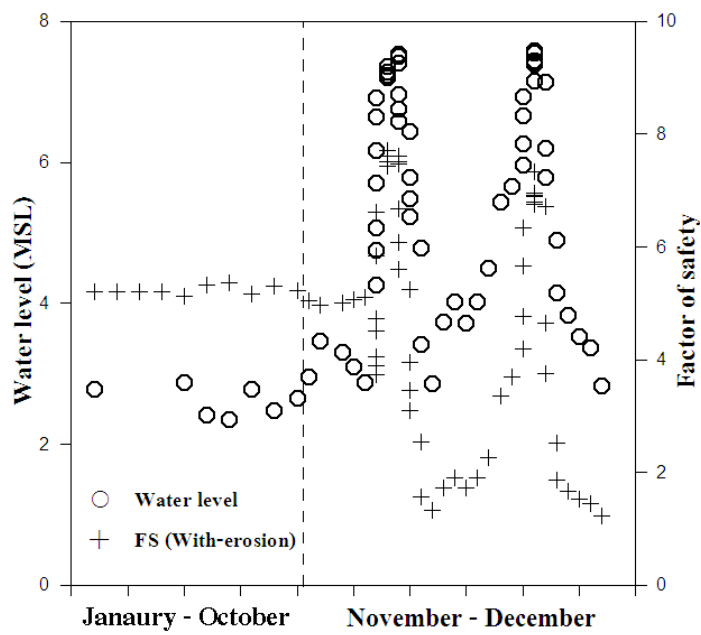 8
6
4
2
0
Water level (MSL)
10
8
6
4
2
0
Factor of safety
Water level
FS (With-erosion)
Janaury - October
November - December